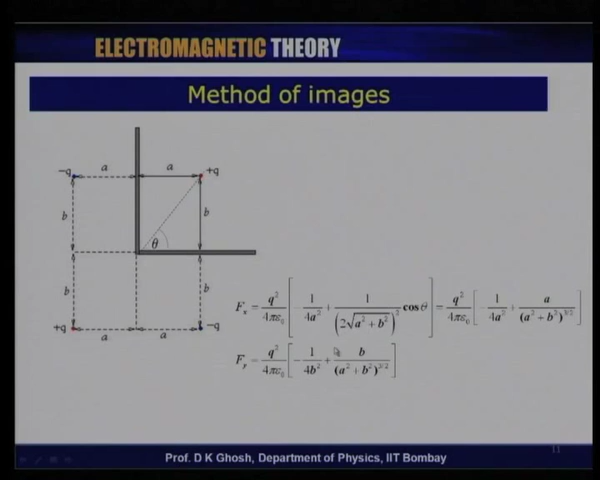 ELECTROMAGNETIC THEORY
Method of images
-q a a +q
b b
θ
b b
+q a a -q
F_x = q²/4πε₀ [ - 1/4a² + 1/(2√(a² + b²))² cos θ ] = q²/4πε₀ [ - 1/4a² + a/(a² + b²)^{3/2} ]
F_y = q²/4πε₀ [ - 1/4b² + b/(a² + b²)^{3/2} ]
Prof. D K Ghosh, Department of Physics, IIT Bombay
11